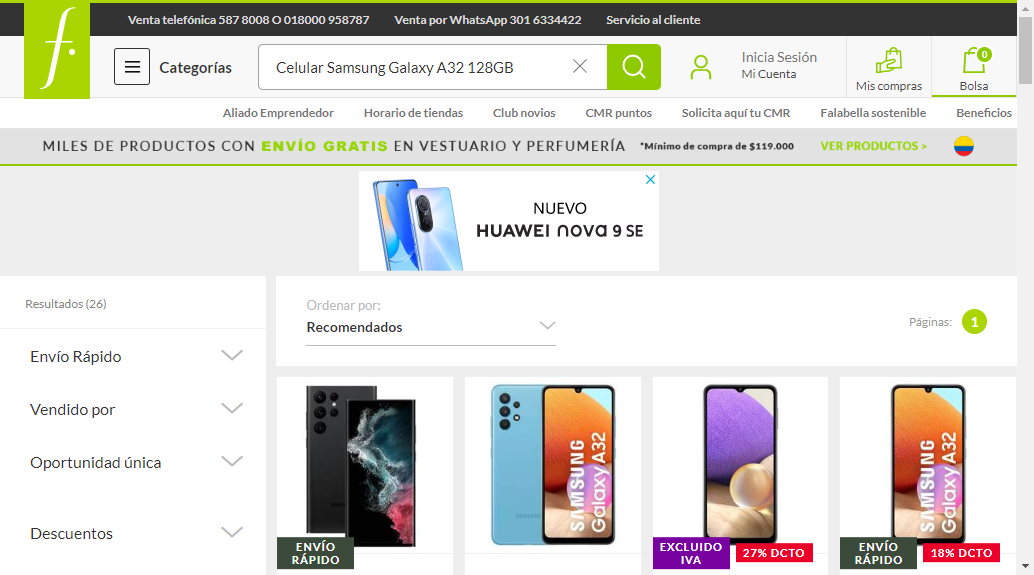 Venta telefónica 587 8008 O 018000 958787 Venta por WhatsApp 301 6334422 Servicio al cliente
f.
Categorías
Celular Samsung Galaxy A32 128GB
Inicia Sesión
Mi Cuenta
Mis compras
0
Bolsa
Aliado Emprendedor Horario de tiendas Club novios CMR puntos Solicita aquí tu CMR Falabella sostenible Beneficios
MILES DE PRODUCTOS CON ENVÍO GRATIS EN VESTUARIO Y PERFUMERÍA *Mínimo de compra de $119.000 VER PRODUCTOS >
NUEVO
HUAWEI nova 9 SE
Resultados (26)
Ordenar por:
Recomendados
Páginas: 1
Envío Rápido
Vendido por
Oportunidad única
Descuentos
SAMSUNG
Galaxy A32
SAMSUNG
Galaxy A32
ENVÍO
RÁPIDO
EXCLUIDO
IVA
27% DCTO
ENVÍO
RÁPIDO
18% DCTO